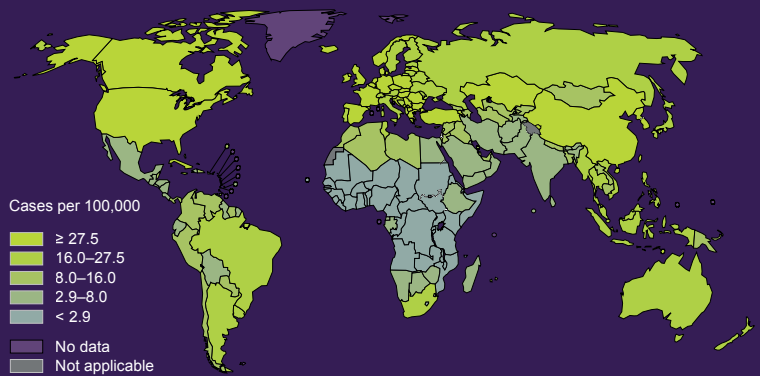 Cases per 100,000
≥ 27.5
16.0–27.5
8.0–16.0
2.9–8.0
< 2.9
No data
Not applicable